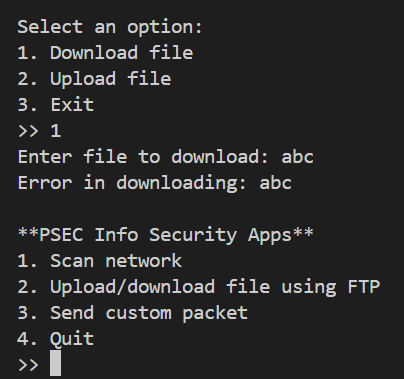 Select an option:
1. Download file
2. Upload file
3. Exit
>> 1
Enter file to download: abc
Error in downloading: abc

**PSEC Info Security Apps**
1. Scan network
2. Upload/download file using FTP
3. Send custom packet
4. Quit
>>